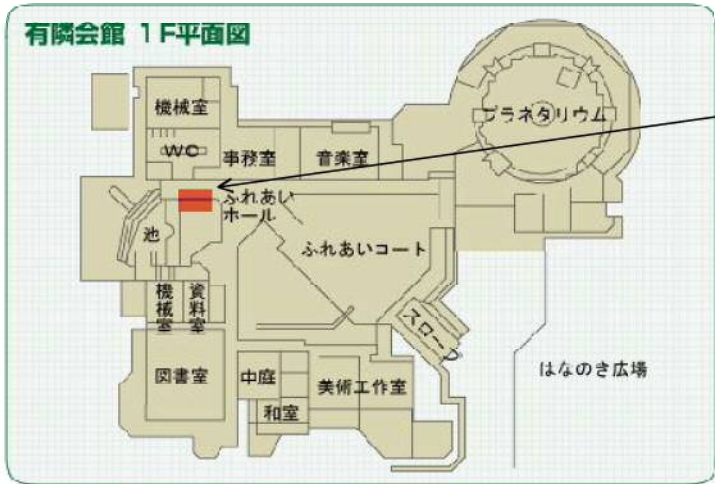 有隣会館 1F平面図
機械室
WC
事務室
音楽室
プラネタリウム
ふれあい
ホール
池
ふれあいコート
機械室
資料室
スロープ
図書室
中庭
和室
美術工作室
はなのき広場